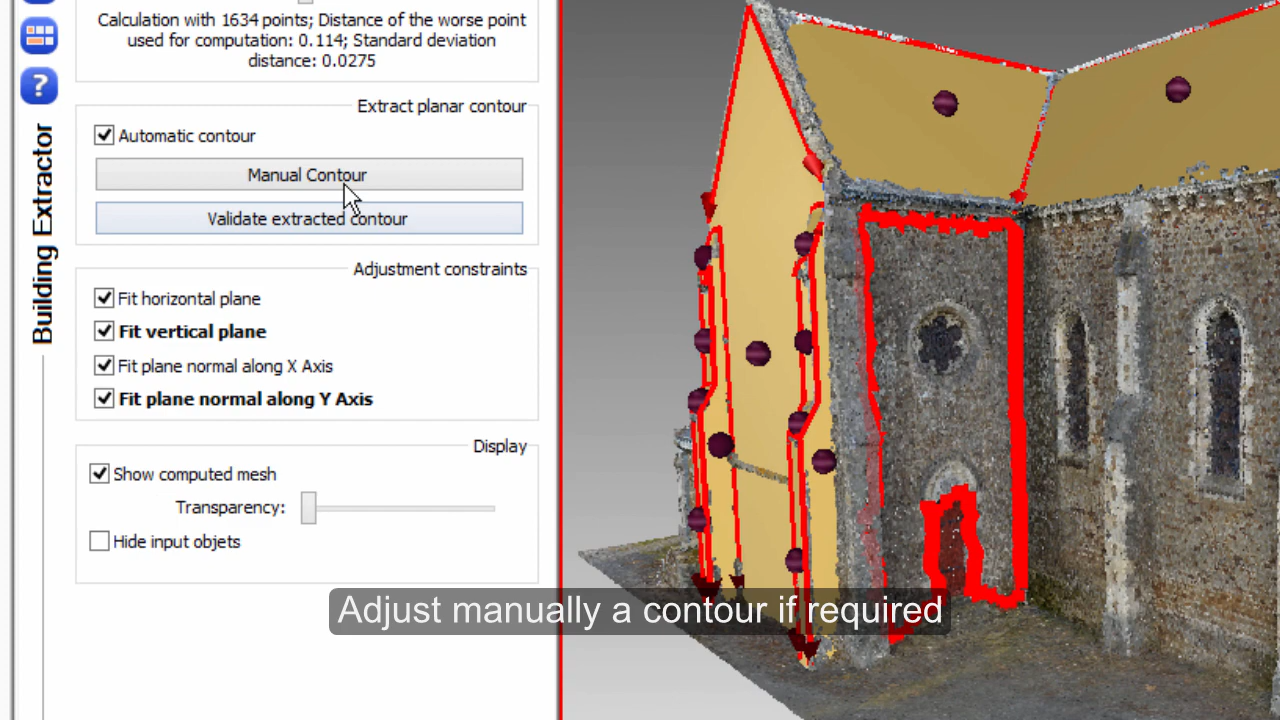 Calculation with 1634 points; Distance of the worse point
used for computation: 0.114; Standard deviation
distance: 0.0275
?
Building Extractor
Extract planar contour
Automatic contour
Manual Contour
Validate extracted contour
Adjustment constraints
Fit horizontal plane
Fit vertical plane
Fit plane normal along X Axis
Fit plane normal along Y Axis
Display
Show computed mesh
Transparency:
Hide input objets
Adjust manually a contour if required